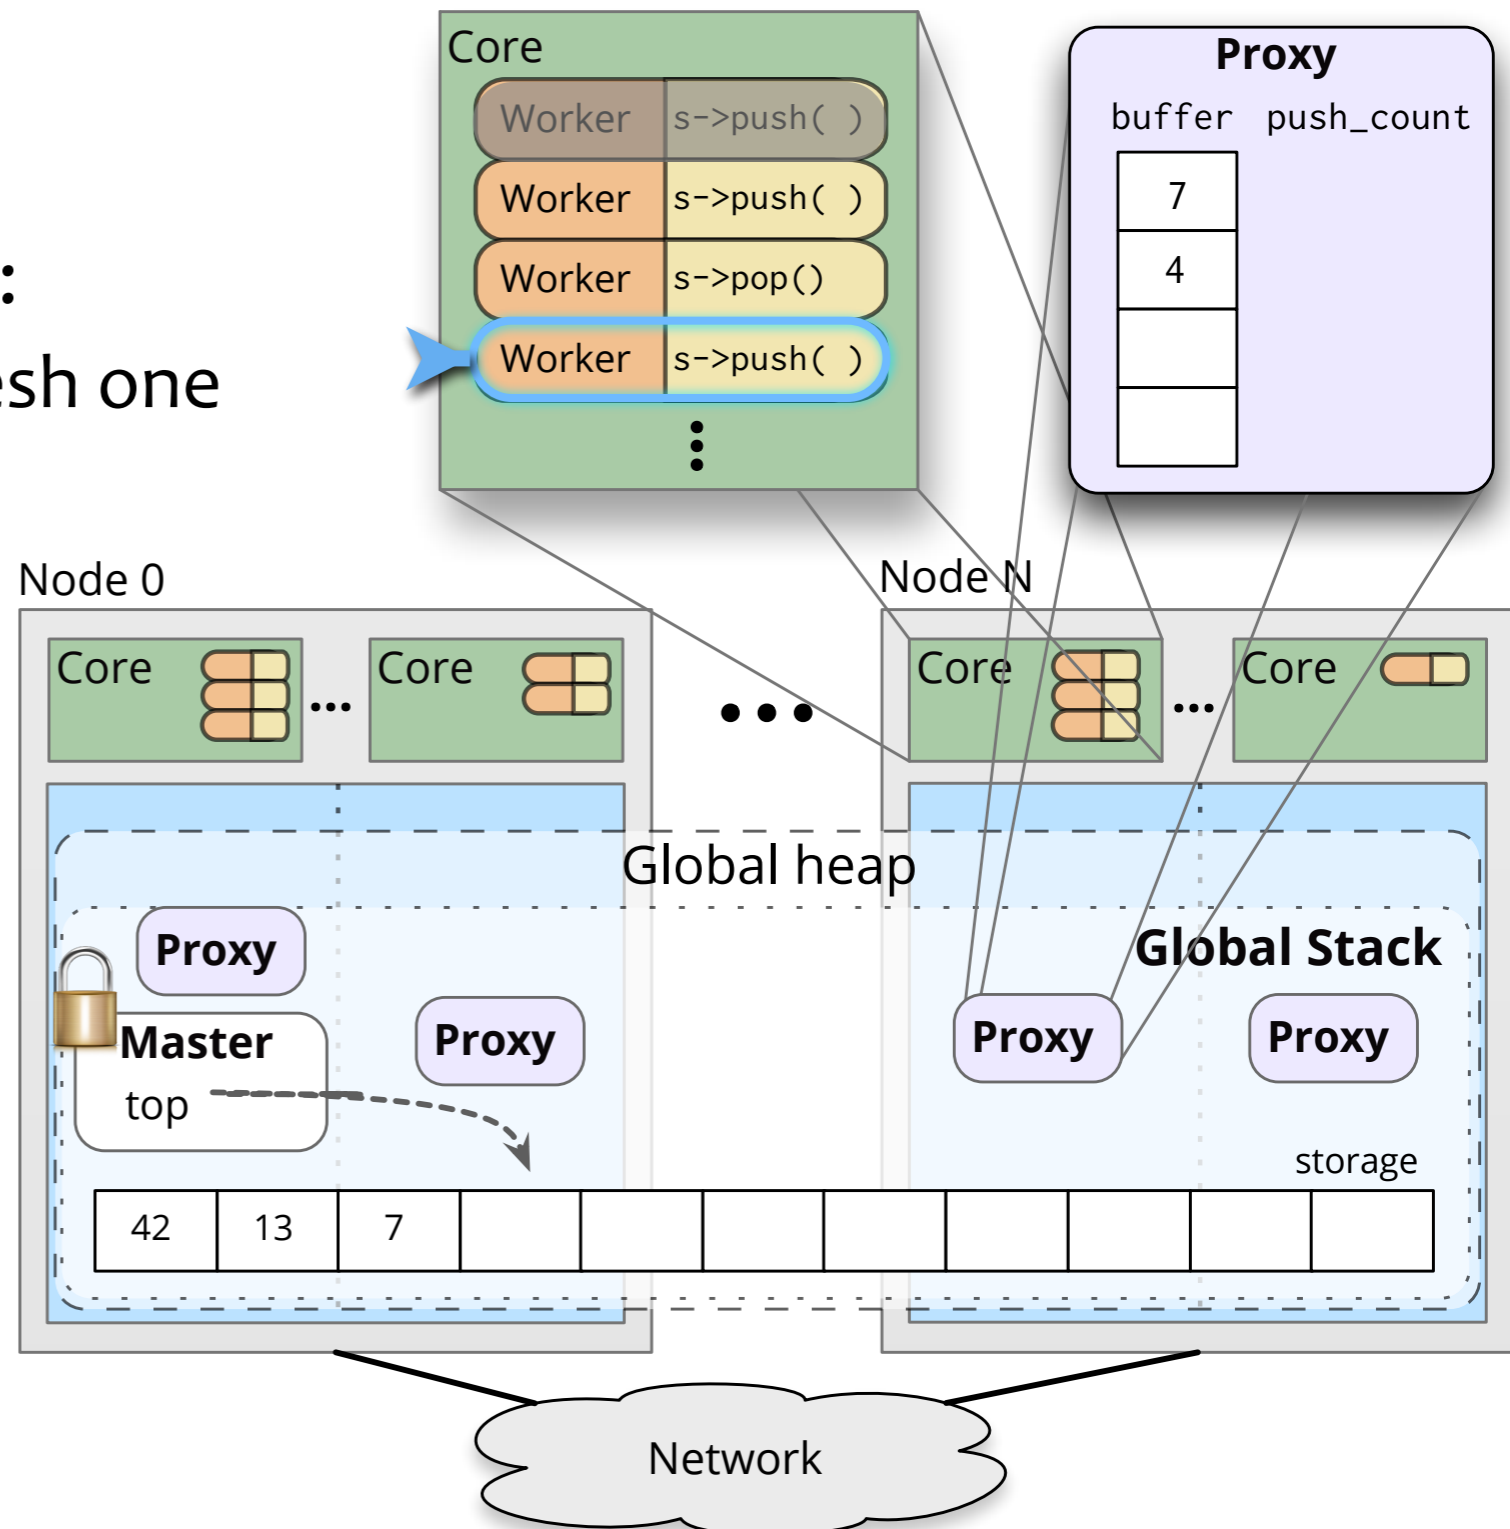 :
esh one
Core
Worker s->push( )
Worker s->push( )
Worker s->pop()
Worker s->push( )
Proxy
buffer push_count
7
4
Node 0
Node N
Core
...
Core
Core
...
Core
Global heap
Global Stack
Proxy
Proxy
Proxy
Proxy
Master
top
storage
42 13 7
Network